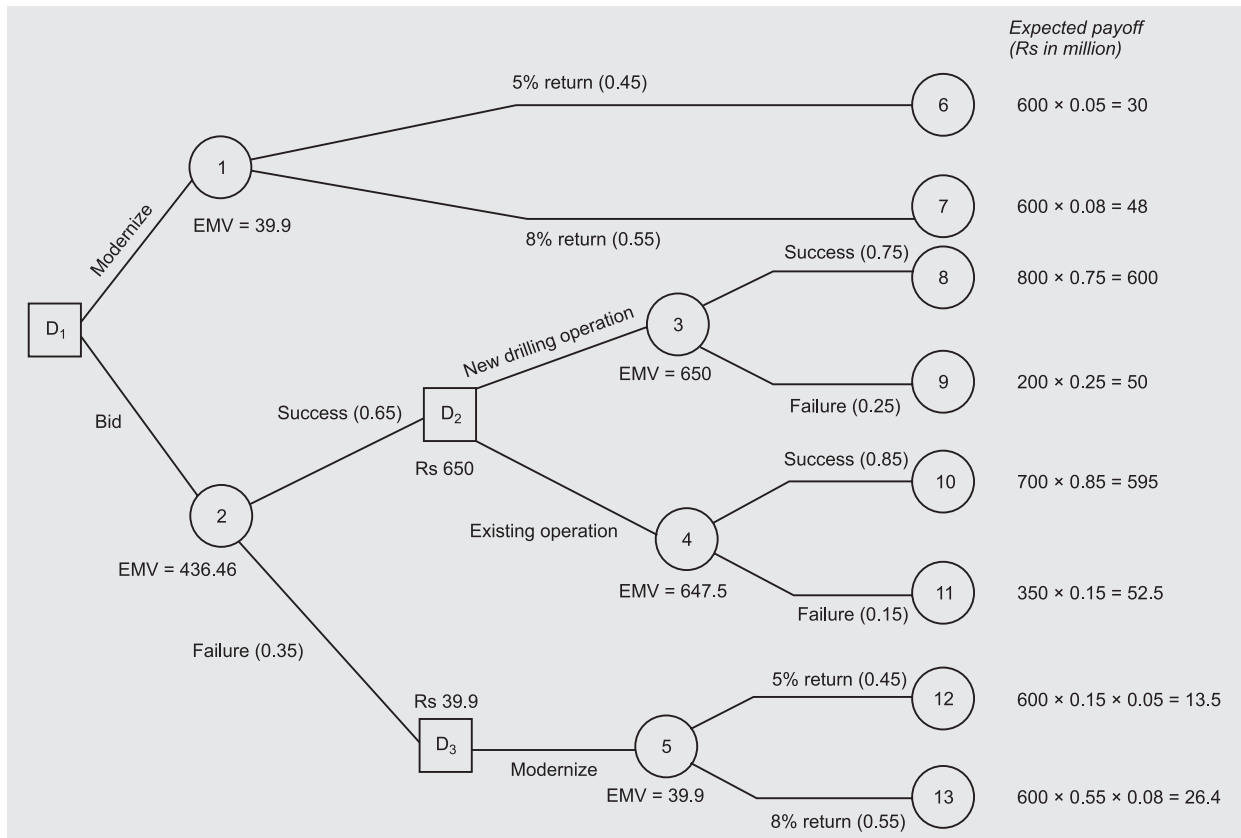 Expected payoff
(Rs in million)
5% return (0.45)
6
600 × 0.05 = 30
1
Modernize
EMV = 39.9
7
600 × 0.08 = 48
8% return (0.55)
Success (0.75)
8
800 × 0.75 = 600
D1
New drilling operation
3
EMV = 650
9
200 × 0.25 = 50
Failure (0.25)
Bid
Success (0.65)
D2
Rs 650
Success (0.85)
10
700 × 0.85 = 595
2
EMV = 436.46
Existing operation
4
EMV = 647.5
11
350 × 0.15 = 52.5
Failure (0.15)
Failure (0.35)
5% return (0.45)
12
600 × 0.15 × 0.05 = 13.5
Rs 39.9
D3
Modernize
5
EMV = 39.9
13
600 × 0.55 × 0.08 = 26.4
8% return (0.55)